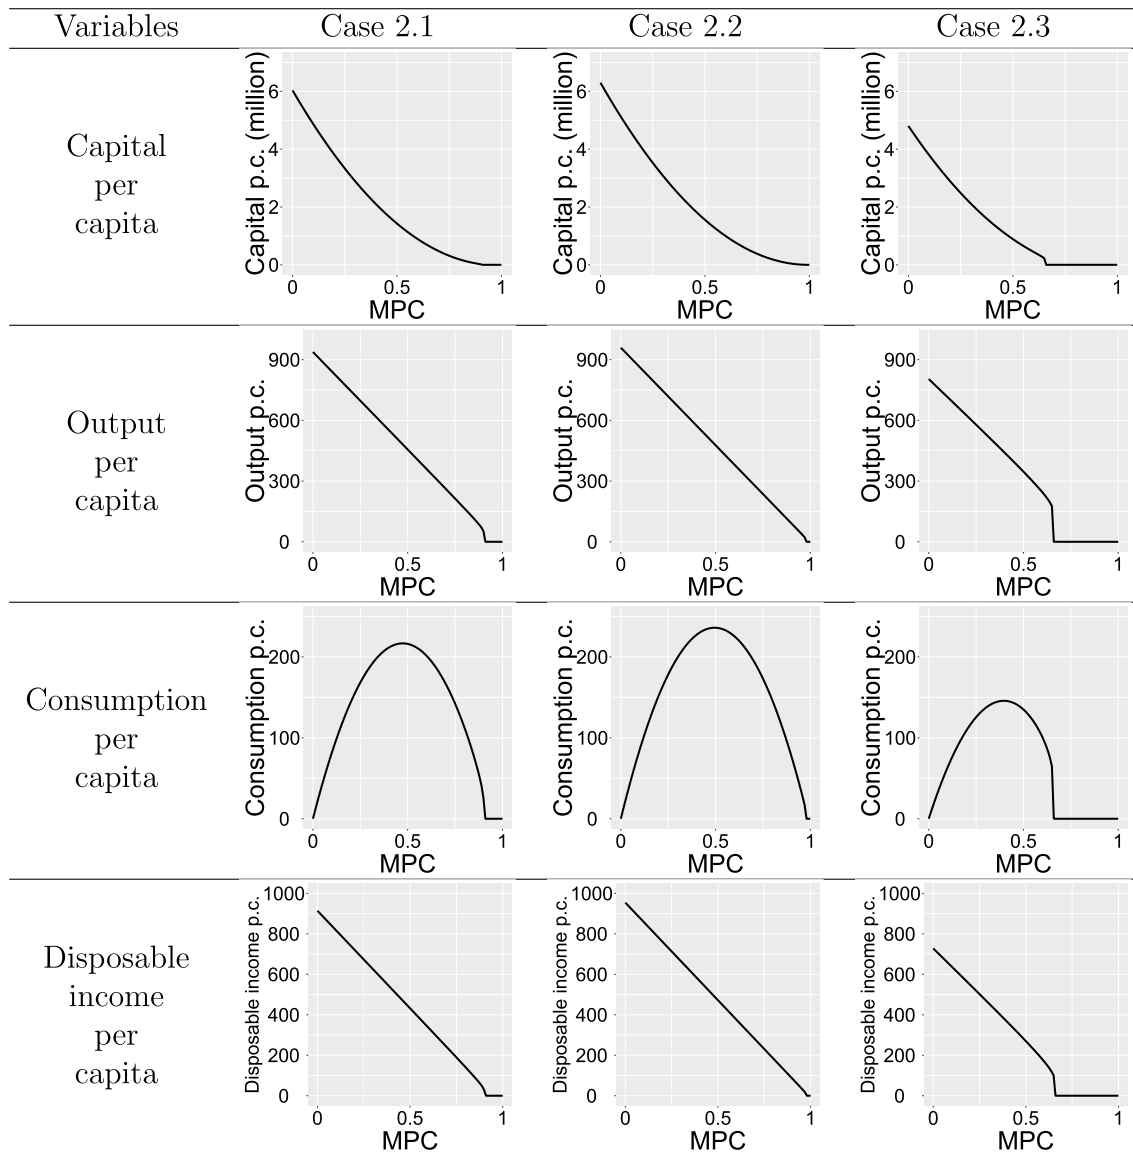 Variables Case 2.1 Case 2.2 Case 2.3
Capital
per
capita
Capital p.c. (million)
6
4
2
0
0 0.5 1
MPC
Capital p.c. (million)
6
4
2
0
0 0.5 1
MPC
Capital p.c. (million)
6
4
2
0
0 0.5 1
MPC
Output
per
capita
Output p.c.
900
600
300
0
0 0.5 1
MPC
Output p.c.
900
600
300
0
0 0.5 1
MPC
Output p.c.
900
600
300
0
0 0.5 1
MPC
Consumption
per
capita
Consumption p.c.
200
100
0
0 0.5 1
MPC
Consumption p.c.
200
100
0
0 0.5 1
MPC
Consumption p.c.
200
100
0
0 0.5 1
MPC
Disposable
income
per
capita
Disposable income p.c.
1000
800
600
400
200
0
0 0.5 1
MPC
Disposable income p.c.
1000
800
600
400
200
0
0 0.5 1
MPC
Disposable income p.c.
1000
800
600
400
200
0
0 0.5 1
MPC